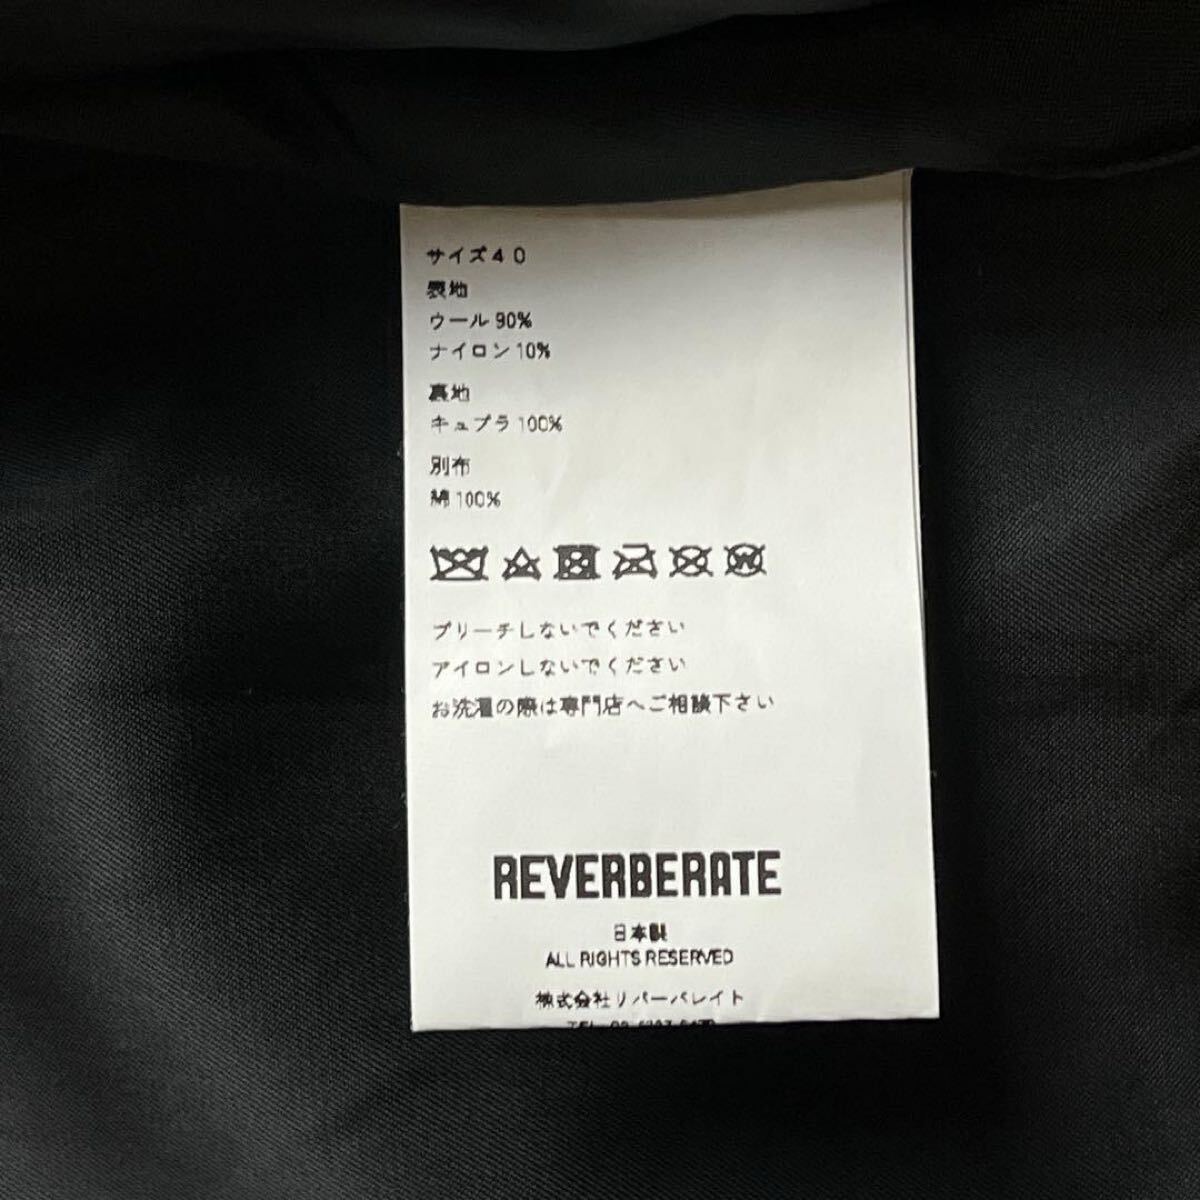 サイズ40
表地
ウール 90%
ナイロン 10%
裏地
キュプラ 100%
別布
綿 100%
ブリーチしないでください
アイロンしないでください
お洗濯の際は専門店へご相談下さい
REVERBERATE
日本製
ALL RIGHTS RESERVED
株式会社リバーバレイト
TEL